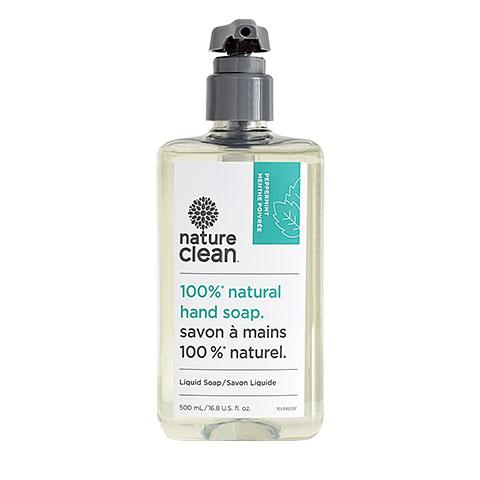 PEPPERMINT
MENTHE POIVRÉE
nature
clean.
100%* natural
hand soap.
savon à mains
100 %* naturel.
Liquid Soap/Savon Liquide
500 mL/16.8 U.S. fl. oz.